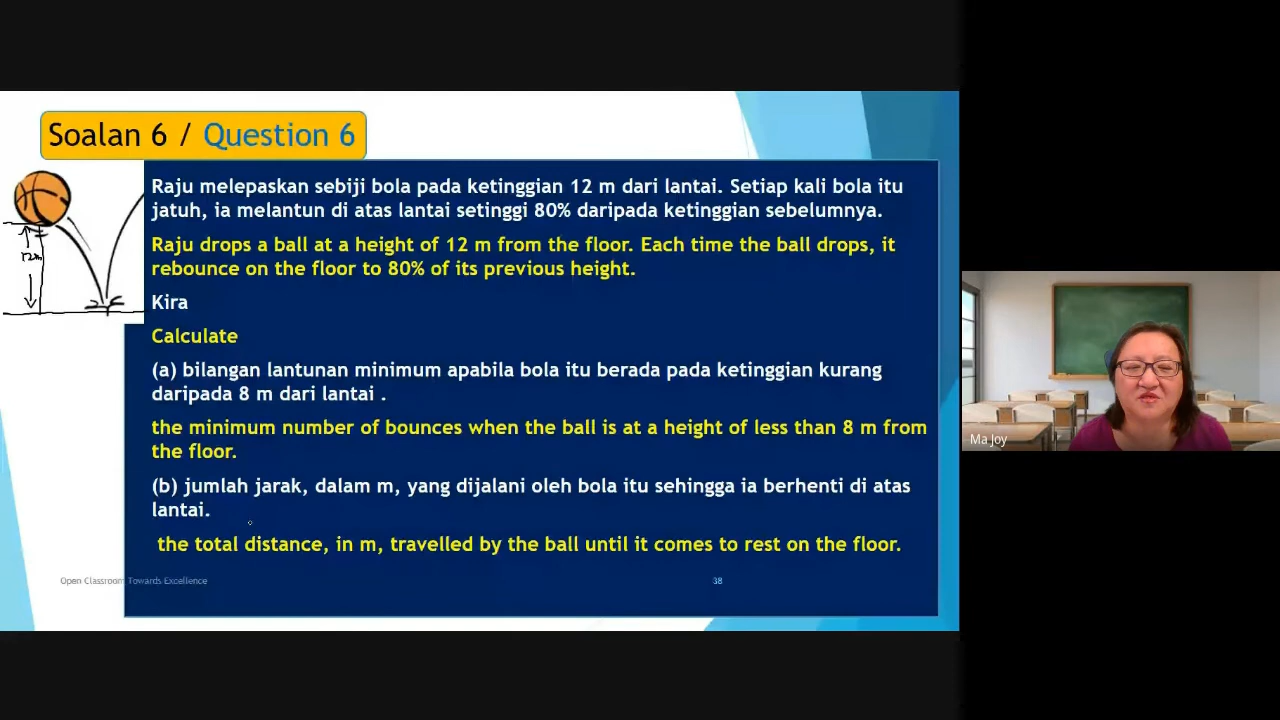 Soalan 6 / Question 6
Raju melepaskan sebiji bola pada ketinggian 12 m dari lantai. Setiap kali bola itu
jatuh, ia melantun di atas lantai setinggi 80% daripada ketinggian sebelumnya.
Raju drops a ball at a height of 12 m from the floor. Each time the ball drops, it
rebounce on the floor to 80% of its previous height.
12m
Kira
Calculate
(a) bilangan lantunan minimum apabila bola itu berada pada ketinggian kurang
daripada 8 m dari lantai .
the minimum number of bounces when the ball is at a height of less than 8 m from
the floor.
(b) jumlah jarak, dalam m, yang dijalani oleh bola itu sehingga ia berhenti di atas
lantai.
the total distance, in m, travelled by the ball until it comes to rest on the floor.
Open Classroom Towards Excellence
38
Ma Joy